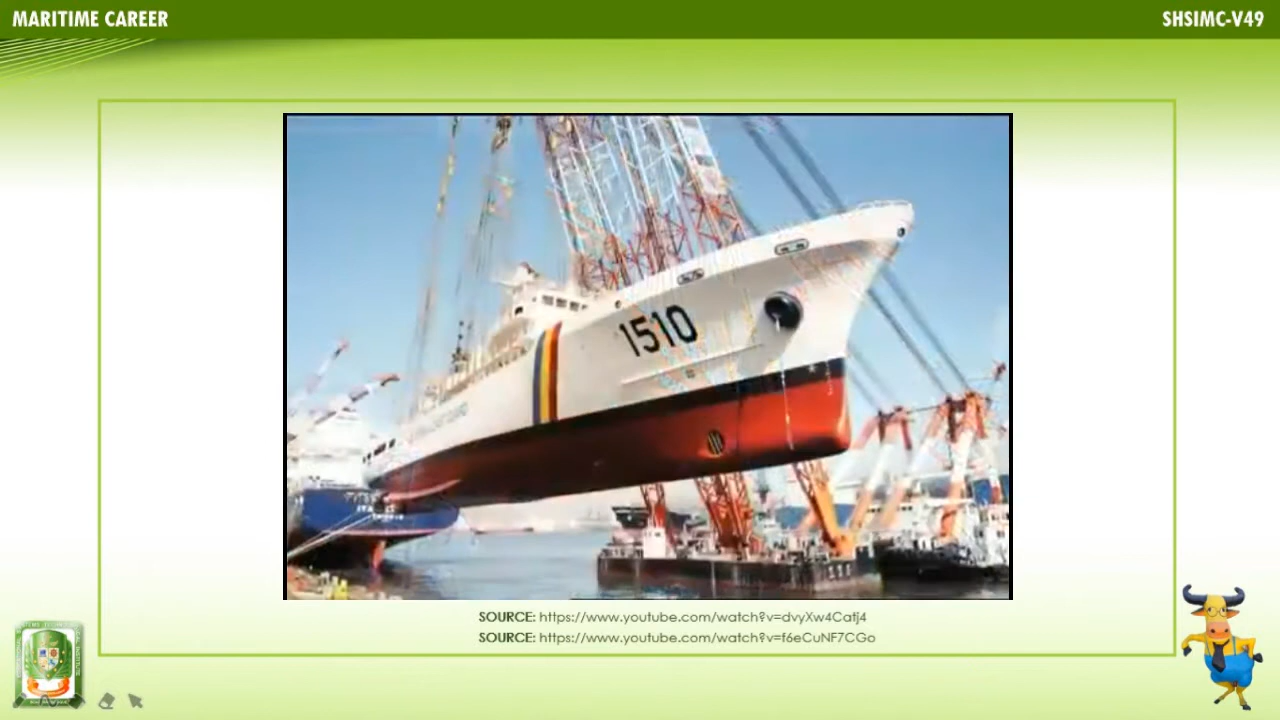 MARITIME CAREER
SHSIMC-V49
1510
SOURCE: https://www.youtube.com/watch?v=dvyXw4Catj4
SOURCE: https://www.youtube.com/watch?v=f6eCuNF7CGo